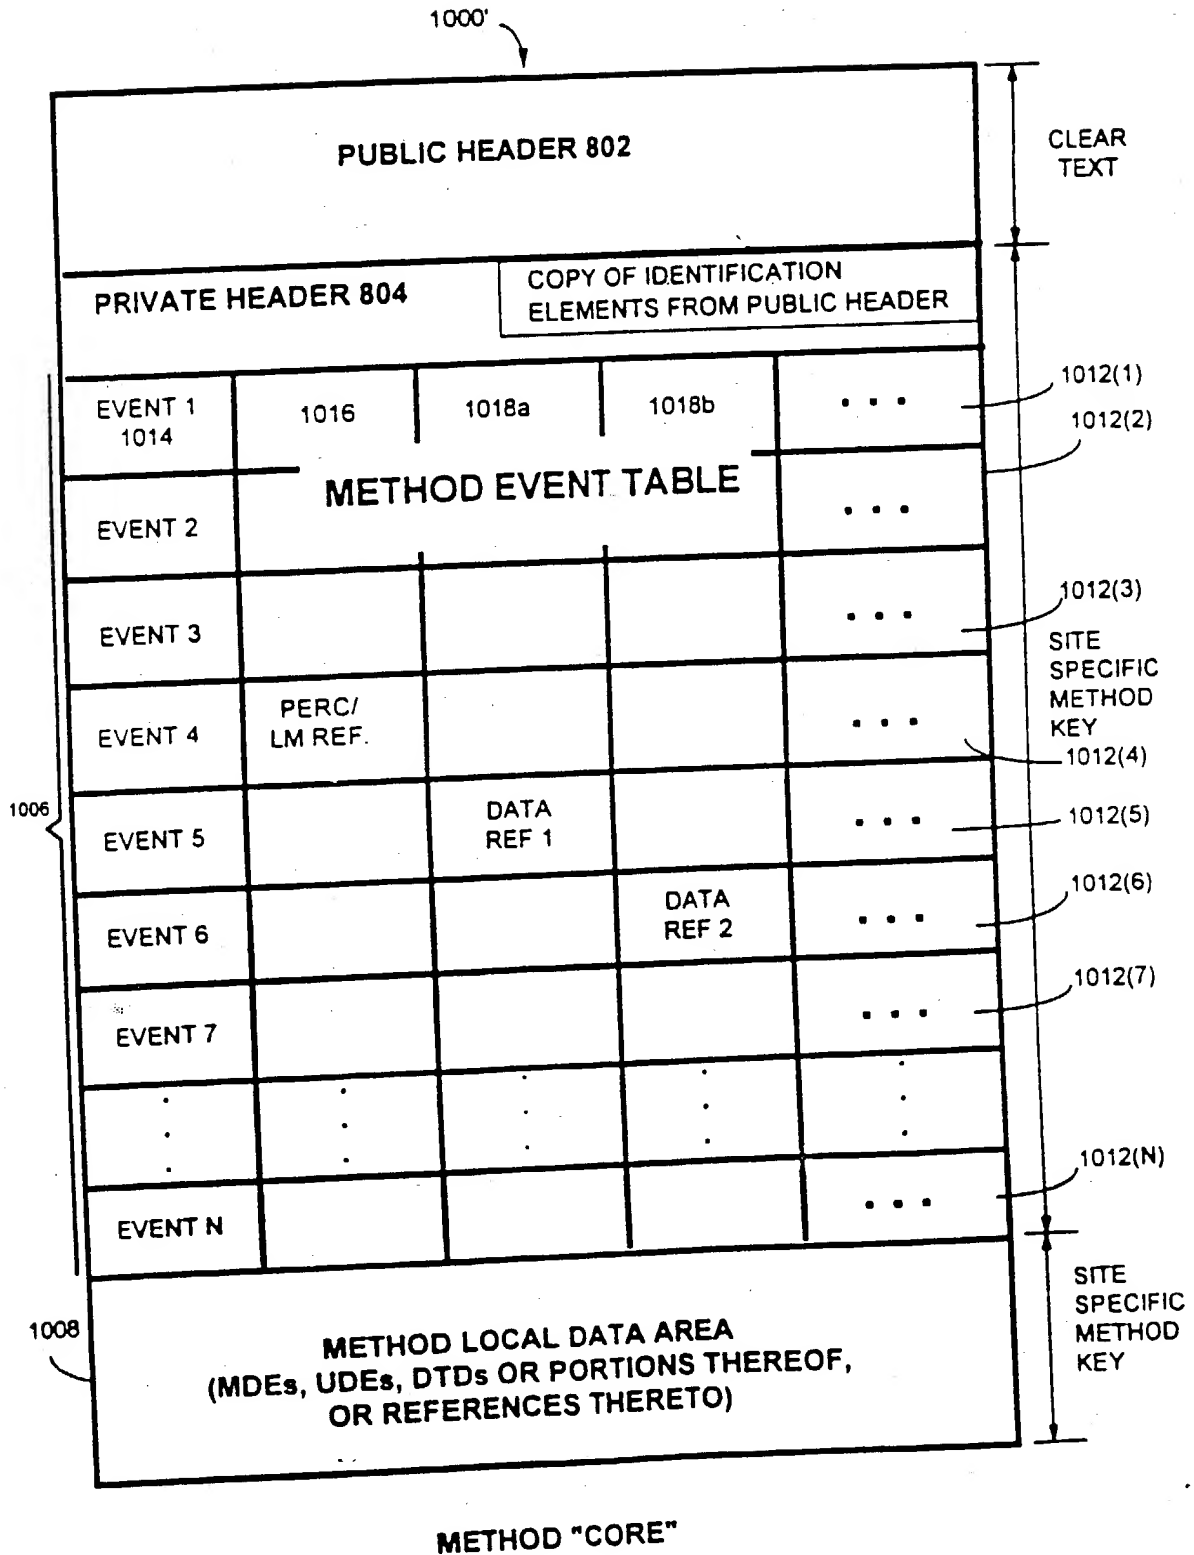 1000'
PUBLIC HEADER 802
CLEAR
TEXT
PRIVATE HEADER 804
COPY OF IDENTIFICATION
ELEMENTS FROM PUBLIC HEADER
EVENT 1
1014
1016
1018a
1018b
. . .
1012(1)
1012(2)
METHOD EVENT TABLE
EVENT 2
. . .
EVENT 3
. . .
1012(3)
SITE
SPECIFIC
METHOD
KEY
EVENT 4
PERC/
LM REF.
. . .
1012(4)
1006
EVENT 5
DATA
REF 1
. . .
1012(5)
EVENT 6
DATA
REF 2
. . .
1012(6)
EVENT 7
. . .
1012(7)
EVENT N
. . .
1012(N)
1008
METHOD LOCAL DATA AREA
(MDEs, UDEs, DTDs OR PORTIONS THEREOF,
OR REFERENCES THERETO)
SITE
SPECIFIC
METHOD
KEY
METHOD "CORE"